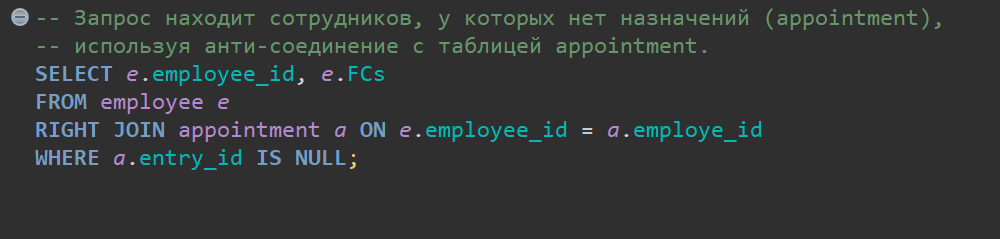 -- Запрос находит сотрудников, у которых нет назначений (appointment),
-- используя анти-соединение с таблицей appointment.
SELECT e.employee_id, e.FCs
FROM employee e
RIGHT JOIN appointment a ON e.employee_id = a.employe_id
WHERE a.entry_id IS NULL;